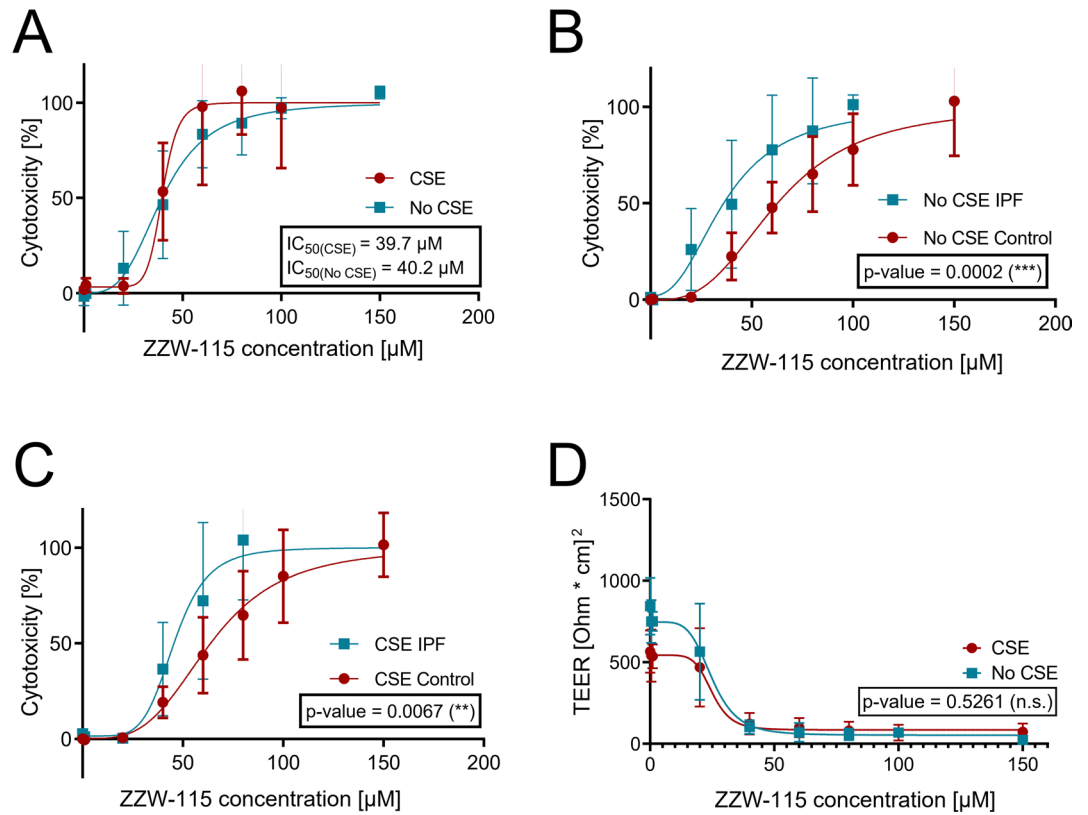 A
Cytotoxicity [%]
100
50
0
50
100
150
200
ZZW-115 concentration [µM]
CSE
No CSE
IC50(CSE) = 39.7 µM
IC50(No CSE) = 40.2 µM
B
Cytotoxicity [%]
100
50
0
50
100
150
200
ZZW-115 concentration [µM]
No CSE IPF
No CSE Control
p-value = 0.0002 (***)
C
Cytotoxicity [%]
100
50
0
50
100
150
200
ZZW-115 concentration [µM]
CSE IPF
CSE Control
p-value = 0.0067 (**)
D
TEER [Ohm * cm]²
1500
1000
500
0
0
50
100
150
ZZW-115 concentration [µM]
CSE
No CSE
p-value = 0.5261 (n.s.)